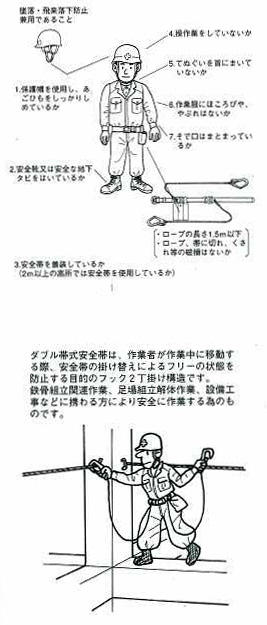 墜落・飛来落下防止
兼用であること
4.操作業をしていないか
5.てぬぐいを首にまいて
いないか
1.保護帽を使用し、あ
ごひもをしっかりし
めているか
6.作業服にほころびや、
やぶれはないか
7.そで口はまとまってい
るか
2.安全靴又は安全な地下
タビをはいているか
・ロープの長さ1.5m以下
・ロープ、帯に切れ、くさ
れ等の破損はないか
3.安全帯を着装しているか
(2m以上の高所では安全帯を使用しているか)
ダブル帯式安全帯は、作業者が作業中に移動す
る際、安全帯の掛け替えによるフリーの状態を
防止する目的のフック2丁掛け構造です。
鉄骨組立関連作業、足場組立解体作業、設備工
事などに携わる方により安全に作業する為のも
のです。